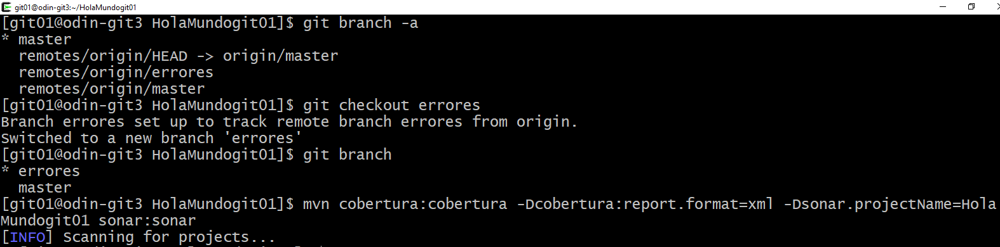 git01@odin-git3:~/HolaMundogit01
[git01@odin-git3 HolaMundogit01]$ git branch -a
* master
  remotes/origin/HEAD -> origin/master
  remotes/origin/errores
  remotes/origin/master
[git01@odin-git3 HolaMundogit01]$ git checkout errores
Branch errores set up to track remote branch errores from origin.
Switched to a new branch 'errores'
[git01@odin-git3 HolaMundogit01]$ git branch
* errores
  master
[git01@odin-git3 HolaMundogit01]$ mvn cobertura:cobertura -Dcobertura:report.format=xml -Dsonar.projectName=Hola
Mundogit01 sonar:sonar
[INFO] Scanning for projects...